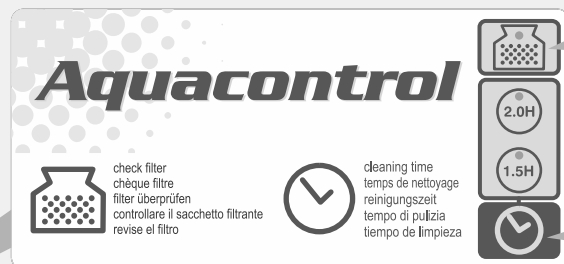 Aquacontrol
check filter
chèque filtre
filter überprüfen
controllare il sacchetto filtrante
revise el filtro
cleaning time
temps de nettoyage
reinigungszeit
tempo di pulizia
tiempo de limpieza
2.0H
1.5H